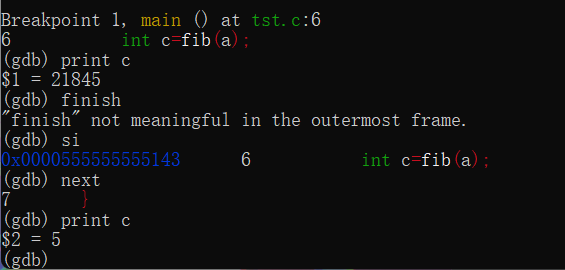 Breakpoint 1, main () at tst.c:6
6 int c=fib(a);
(gdb) print c
$1 = 21845
(gdb) finish
"finish" not meaningful in the outermost frame.
(gdb) si
0x0000555555555143 6 int c=fib(a);
(gdb) next
7 }
(gdb) print c
$2 = 5
(gdb)